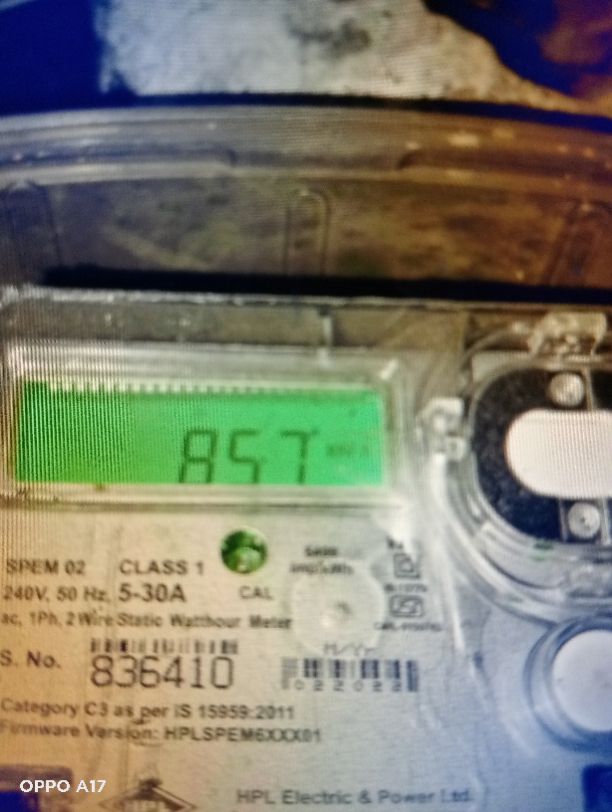 857
SPEM 02 CLASS 1
240V, 50 Hz, 5-30A CAL
ac, 1Ph, 2 Wire Static Watthour Meter
S. No. 836410
022022
Category C3 as per IS 15959:2011
Firmware Version: HPLSPEM6XXX01
HPL Electric & Power Ltd.
OPPO A17